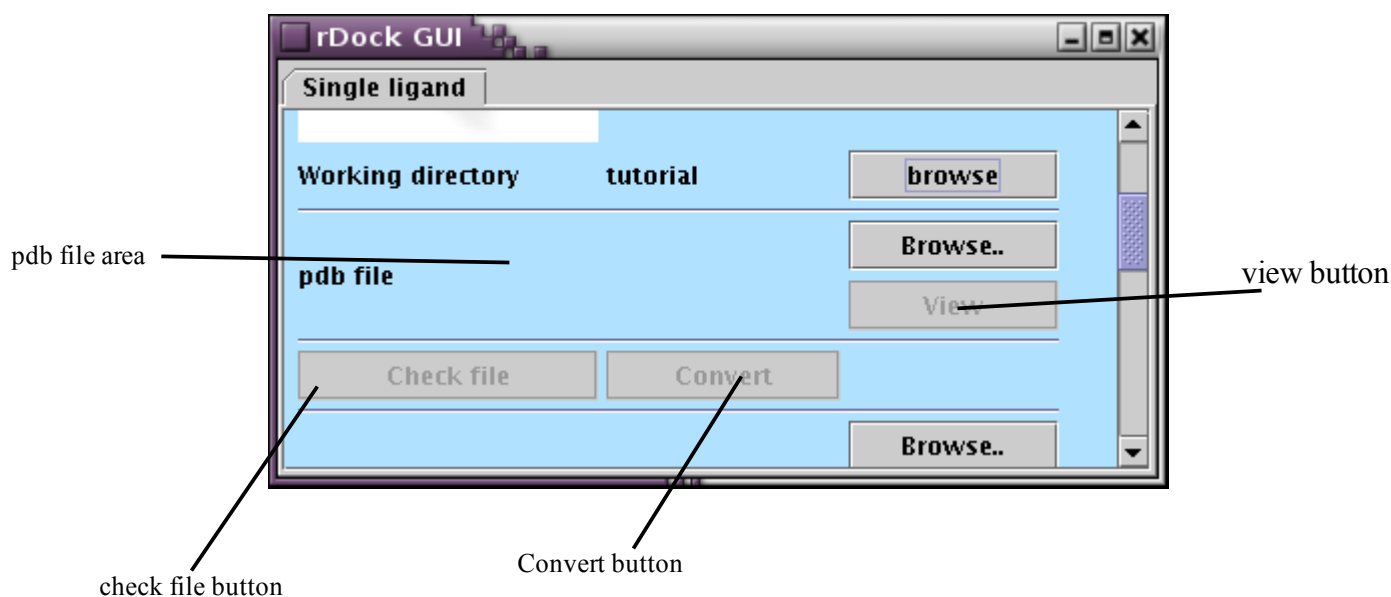 rDock GUI
Single ligand
Working directory tutorial browse
Browse..
pdb file area
pdb file
view button
View
Check file Convert
Browse..
Convert button
check file button